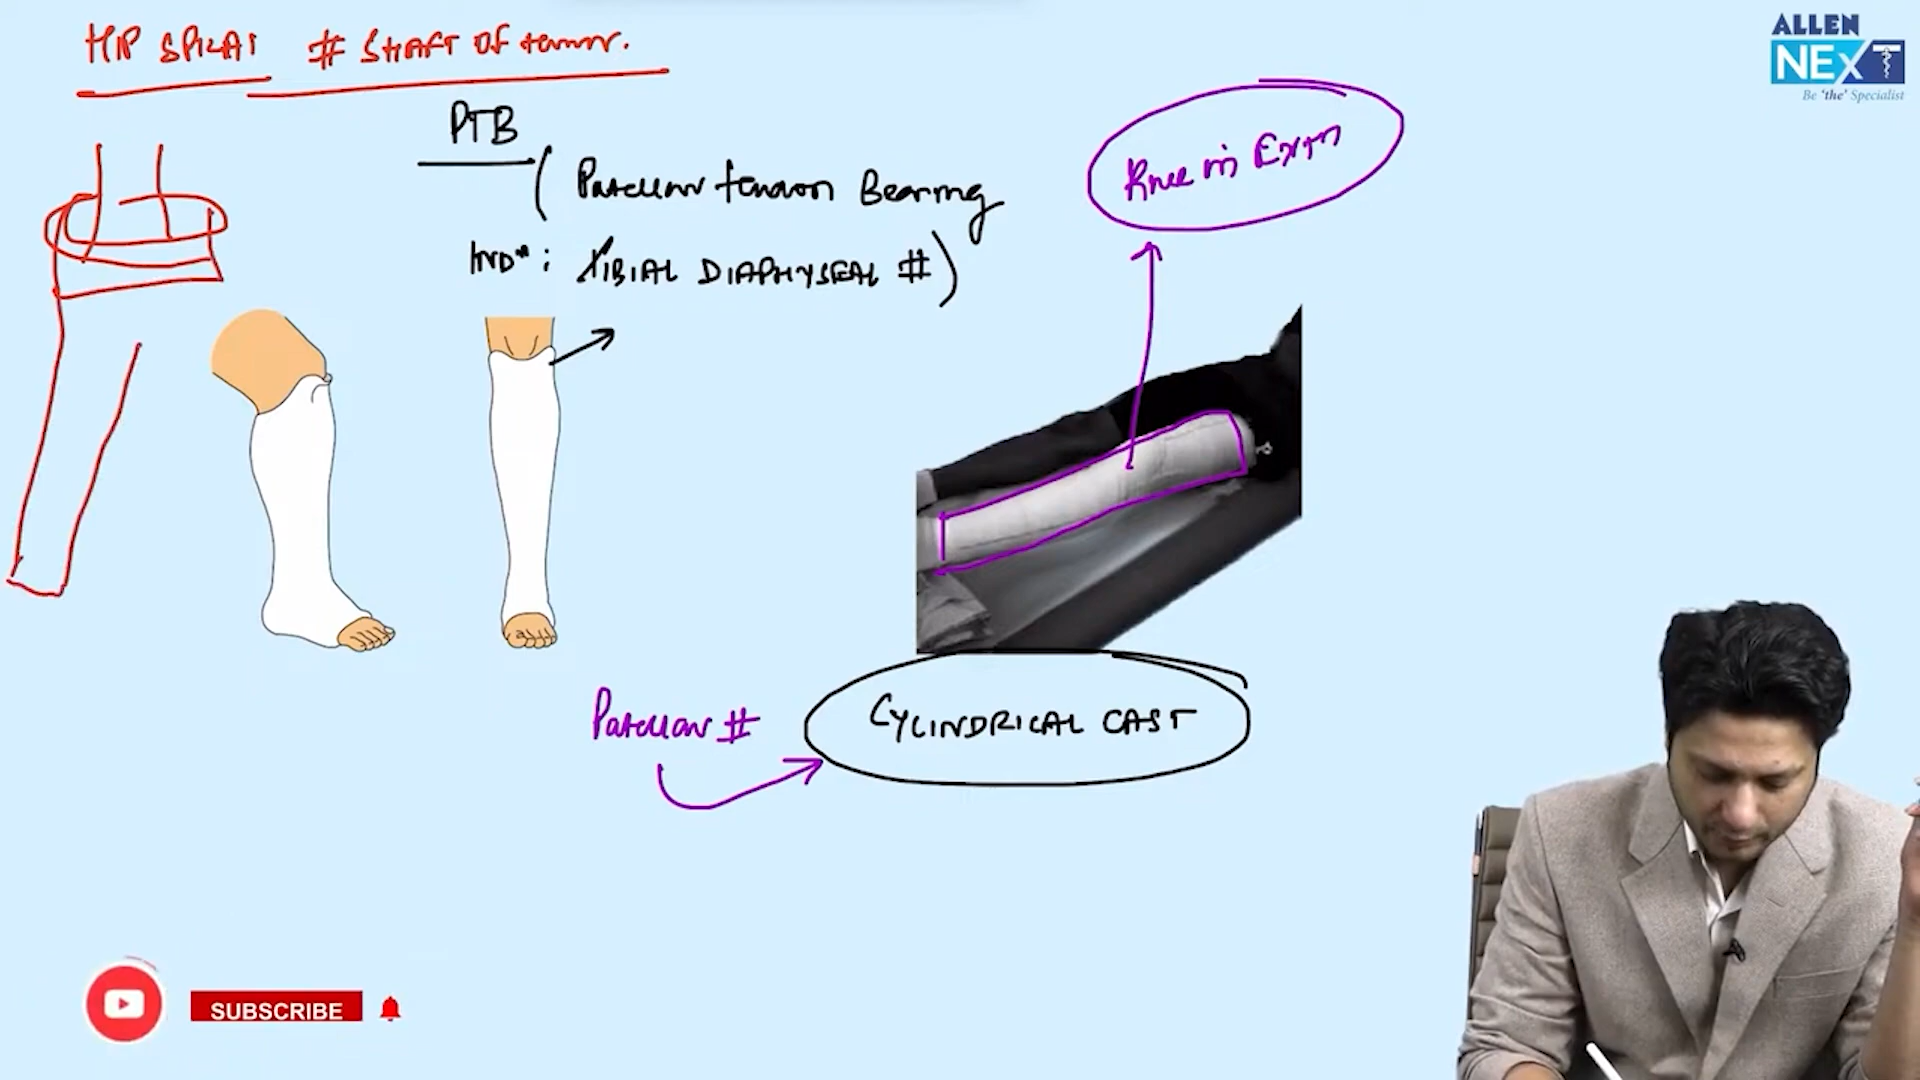 HIP SPICA # SHAFT OF femur.
PTB
(Patellar tendon Bearing
INDn : TIBIAL DIAPHYSEAL #)
Knee in Extn
Patellar #
CYLINDRICAL CAST
ALLEN
NEXT
Be 'the' Specialist
SUBSCRIBE